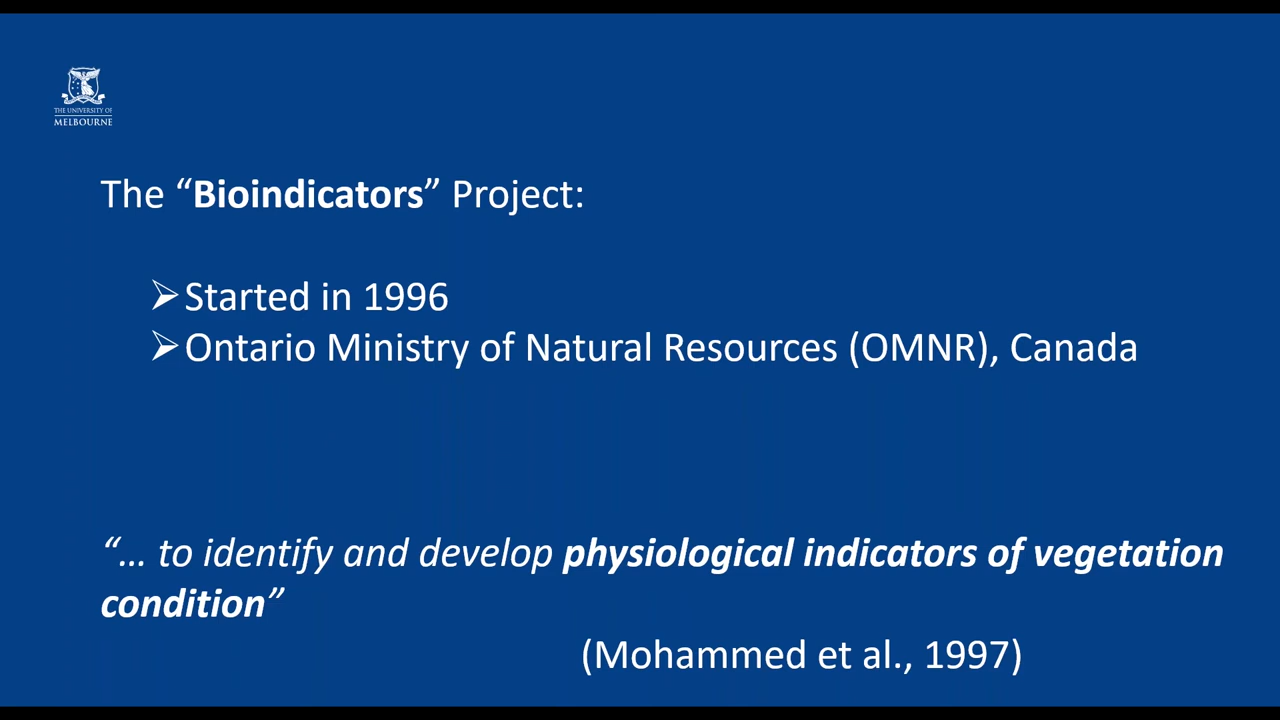 THE UNIVERSITY OF
MELBOURNE
The “Bioindicators” Project:
➢Started in 1996
➢Ontario Ministry of Natural Resources (OMNR), Canada
“… to identify and develop physiological indicators of vegetation
condition”
(Mohammed et al., 1997)